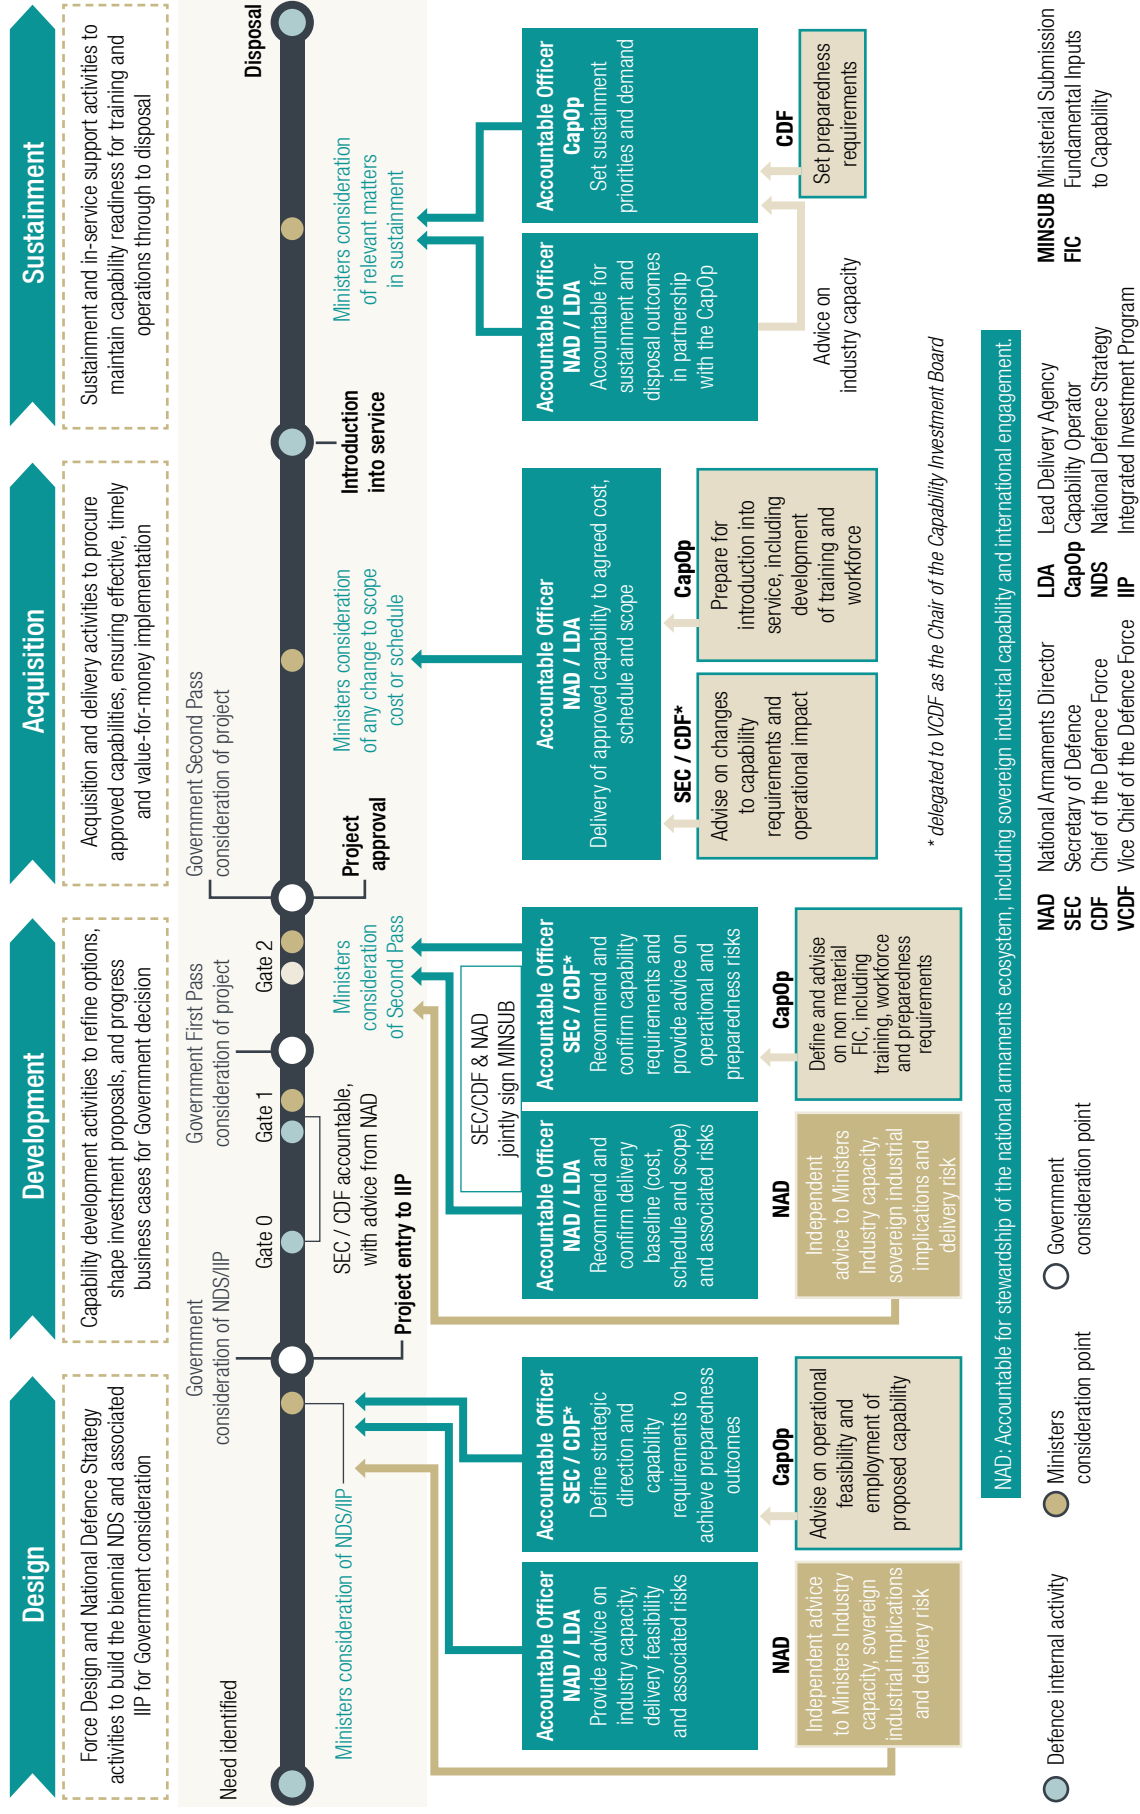 Design
Development
Acquisition
Sustainment
Force Design and National Defence Strategy
activities to build the biennial NDS and associated
IIP for Government consideration
Capability development activities to refine options,
shape investment proposals, and progress
business cases for Government decision
Acquisition and delivery activities to procure
approved capabilities, ensuring effective, timely
and value-for-money implementation
Sustainment and in-service support activities to
maintain capability readiness for training and
operations through to disposal
Need identified
Government
consideration of NDS/IIP
Gate 0
Gate 1
Government First Pass
consideration of project
Gate 2
Government Second Pass
consideration of project
Disposal
Ministers consideration of NDS/IIP
Project entry to IIP
SEC / CDF accountable,
with advice from NAD
Ministers
consideration
of Second Pass
Project
approval
Ministers consideration
of any change to scope
cost or schedule
Introduction
into service
Ministers consideration
of relevant matters
in sustainment
SEC/CDF & NAD
jointly sign MINSUB
Accountable Officer
NAD / LDA
Provide advice on
industry capacity,
delivery feasibility
and associated risks
Accountable Officer
SEC / CDF*
Define strategic
direction and
capability
requirements to
achieve preparedness
outcomes
Accountable Officer
NAD / LDA
Recommend and
confirm delivery
baseline (cost,
schedule and scope)
and associated risks
Accountable Officer
SEC / CDF*
Recommend and
confirm capability
requirements and
provide advice on
operational and
preparedness risks
Accountable Officer
NAD / LDA
Delivery of approved capability to agreed cost,
schedule and scope
Accountable Officer
NAD / LDA
Accountable for
sustainment and
disposal outcomes
in partnership
with the CapOp
Accountable Officer
CapOp
Set sustainment
priorities and demand
NAD
Independent advice
to Ministers Industry
capacity, sovereign
industrial implications
and delivery risk
CapOp
Advise on operational
feasibility and
employment of
proposed capability
NAD
Independent
advice to Ministers
Industry capacity,
sovereign industrial
implications and
delivery risk
CapOp
Define and advise
on non material
FIC, including
training, workforce
and preparedness
requirements
SEC / CDF*
Advise on changes
to capability
requirements and
operational impact
CapOp
Prepare for
introduction into
service, including
development
of training and
workforce
Advice on
industry capacity
CDF
Set preparedness
requirements
* delegated to VCDF as the Chair of the Capability Investment Board
NAD: Accountable for stewardship of the national armaments ecosystem, including sovereign industrial capability and international engagement.
Defence internal activity
Ministers
consideration point
Government
consideration point
NAD National Armaments Director
SEC Secretary of Defence
CDF Chief of the Defence Force
VCDF Vice Chief of the Defence Force
LDA Lead Delivery Agency
CapOp Capability Operator
NDS National Defence Strategy
IIP Integrated Investment Program
MINSUB Ministerial Submission
FIC Fundamental Inputs
to Capability